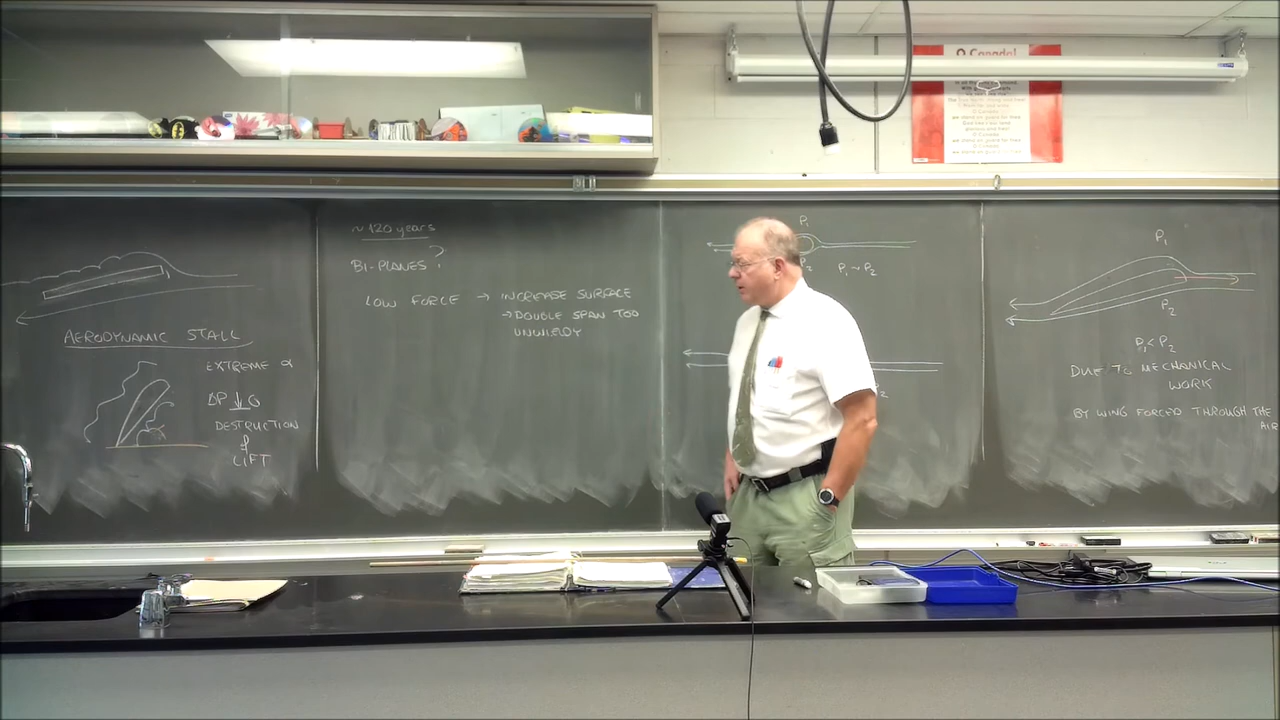 AERODYNAMIC STALL
EXTREME α
ΔP ↓ G
DESTRUCTION
of
LIFT
~ 120 years
BI-PLANES?
LOW FORCE → INCREASE SURFACE
→ DOUBLE SPAN TOO
UNWIELDY
P₁
P₂
P₁ ~ P₂
O Canada!
P₁
P₂
P₁ < P₂
DUE TO MECHANICAL
WORK
BY WING FORCED THROUGH THE
AIR